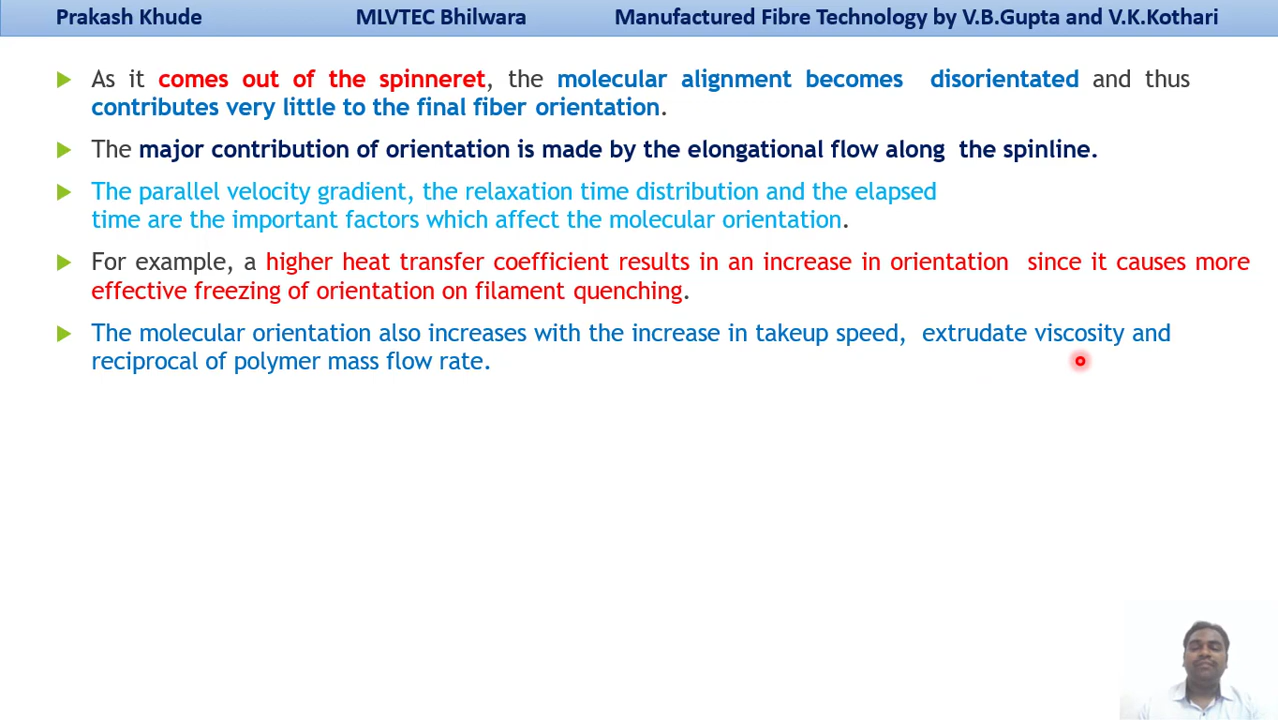 Prakash Khude MLVTEC Bhilwara Manufactured Fibre Technology by V.B.Gupta and V.K.Kothari
As it comes out of the spinneret, the molecular alignment becomes disorientated and thus
contributes very little to the final fiber orientation.
The major contribution of orientation is made by the elongational flow along the spinline.
The parallel velocity gradient, the relaxation time distribution and the elapsed
time are the important factors which affect the molecular orientation.
For example, a higher heat transfer coefficient results in an increase in orientation since it causes more
effective freezing of orientation on filament quenching.
The molecular orientation also increases with the increase in takeup speed, extrudate viscosity and
reciprocal of polymer mass flow rate.